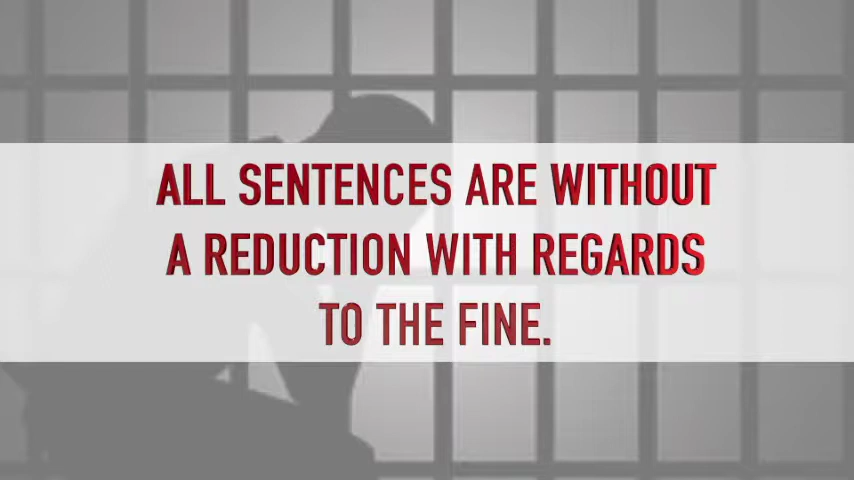 ALL SENTENCES ARE WITHOUT
A REDUCTION WITH REGARDS
TO THE FINE.